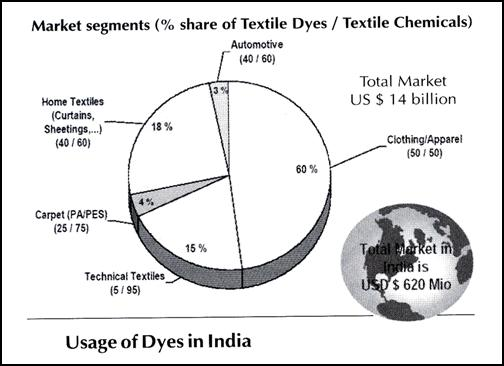 Market segments (% share of Textile Dyes / Textile Chemicals)
Automotive
(40 / 60)
3 %
Total Market
US $ 14 billion
Home Textiles
(Curtains,
Sheetings,...)
(40 / 60)
18 %
Clothing/Apparel
(50 / 50)
60 %
4 %
Carpet (PA/PES)
(25 / 75)
15 %
Technical Textiles
(5 / 95)
Total Market in
India is
USD $ 620 Mio
Usage of Dyes in India